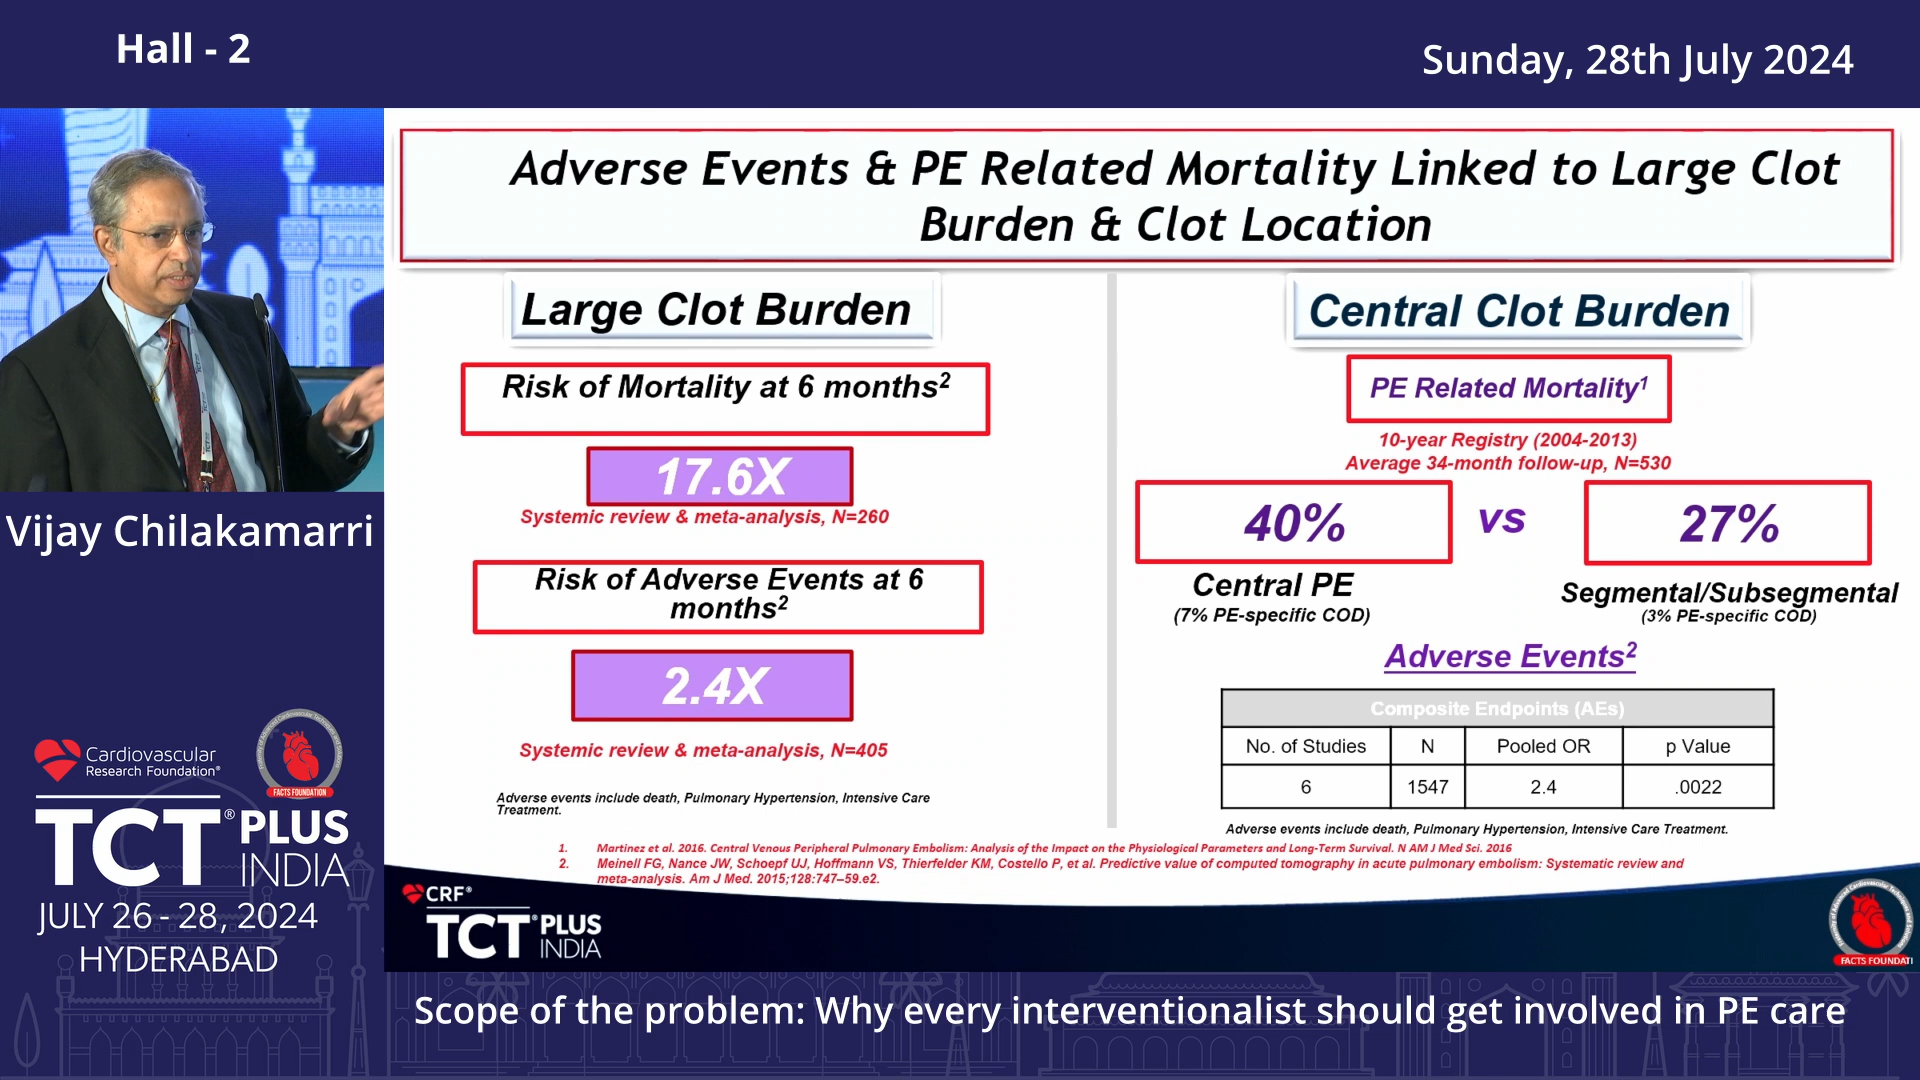 Hall - 2
Sunday, 28th July 2024
Adverse Events & PE Related Mortality Linked to Large Clot
Burden & Clot Location
Large Clot Burden
Risk of Mortality at 6 months²
17.6X
Systemic review & meta-analysis, N=260
Risk of Adverse Events at 6
months²
2.4X
Systemic review & meta-analysis, N=405
Adverse events include death, Pulmonary Hypertension, Intensive Care
Treatment.
Central Clot Burden
PE Related Mortality¹
10-year Registry (2004-2013)
Average 34-month follow-up, N=530
40% vs 27%
Central PE
(7% PE-specific COD)
Segmental/Subsegmental
(3% PE-specific COD)
Adverse Events²
Composite Endpoints (AEs)
No. of Studies N Pooled OR p Value
6 1547 2.4 .0022
Adverse events include death, Pulmonary Hypertension, Intensive Care Treatment.
1. Martinez et al. 2016. Central Venous Peripheral Pulmonary Embolism: Analysis of the Impact on the Physiological Parameters and Long-Term Survival. N AM J Med Sci. 2016
2. Meinell FG, Nance JW, Schoepf UJ, Hoffmann VS, Thierfelder KM, Costello P, et al. Predictive value of computed tomography in acute pulmonary embolism: Systematic review and
meta-analysis. Am J Med. 2015;128:747–59.e2.
CRF®
TCT® PLUS
INDIA
FACTS FOUNDATI
Vijay Chilakamarri
Cardiovascular
Research Foundation®
FACTS FOUNDATION
TCT® PLUS
INDIA
JULY 26 - 28, 2024
HYDERABAD
Scope of the problem: Why every interventionalist should get involved in PE care